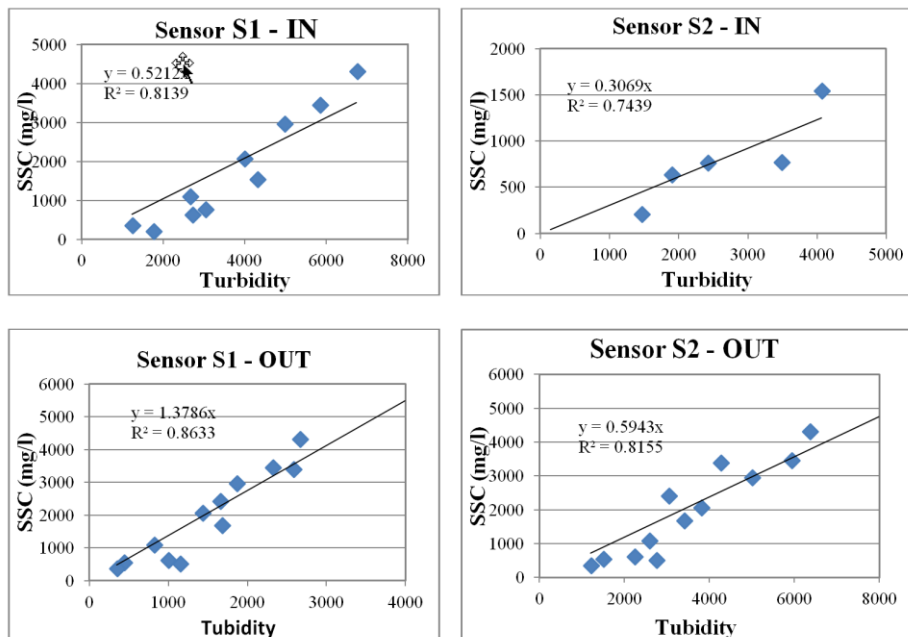 Sensor S1 - IN
5000
4000
3000
2000
1000
0
y = 0.5212x
R² = 0.8139
SSC (mg/l)
0 2000 4000 6000 8000
Turbidity
Sensor S2 - IN
2000
1500
1000
500
0
y = 0.3069x
R² = 0.7439
SSC (mg/l)
0 1000 2000 3000 4000 5000
Turbidity
Sensor S1 - OUT
6000
5000
4000
3000
2000
1000
0
y = 1.3786x
R² = 0.8633
SSC (mg/l)
0 1000 2000 3000 4000
Tubidity
Sensor S2 - OUT
6000
5000
4000
3000
2000
1000
0
y = 0.5943x
R² = 0.8155
SSC (mg/l)
0 2000 4000 6000 8000
Tubidity